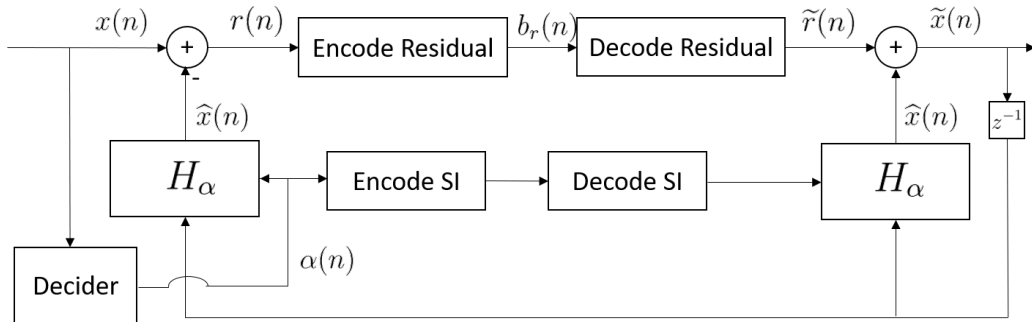 x(n)
r(n)
b_r(n)
r̃(n)
x̃(n)
+
Encode Residual
Decode Residual
+
-
x̂(n)
x̂(n)
z⁻¹
H_α
Encode SI
Decode SI
H_α
α(n)
Decider